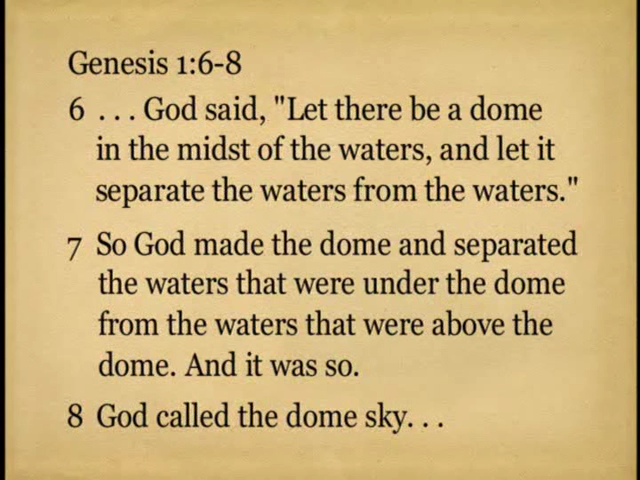 Genesis 1:6-8
6 . . . God said, "Let there be a dome
in the midst of the waters, and let it
separate the waters from the waters."
7 So God made the dome and separated
the waters that were under the dome
from the waters that were above the
dome. And it was so.
8 God called the dome sky. . .